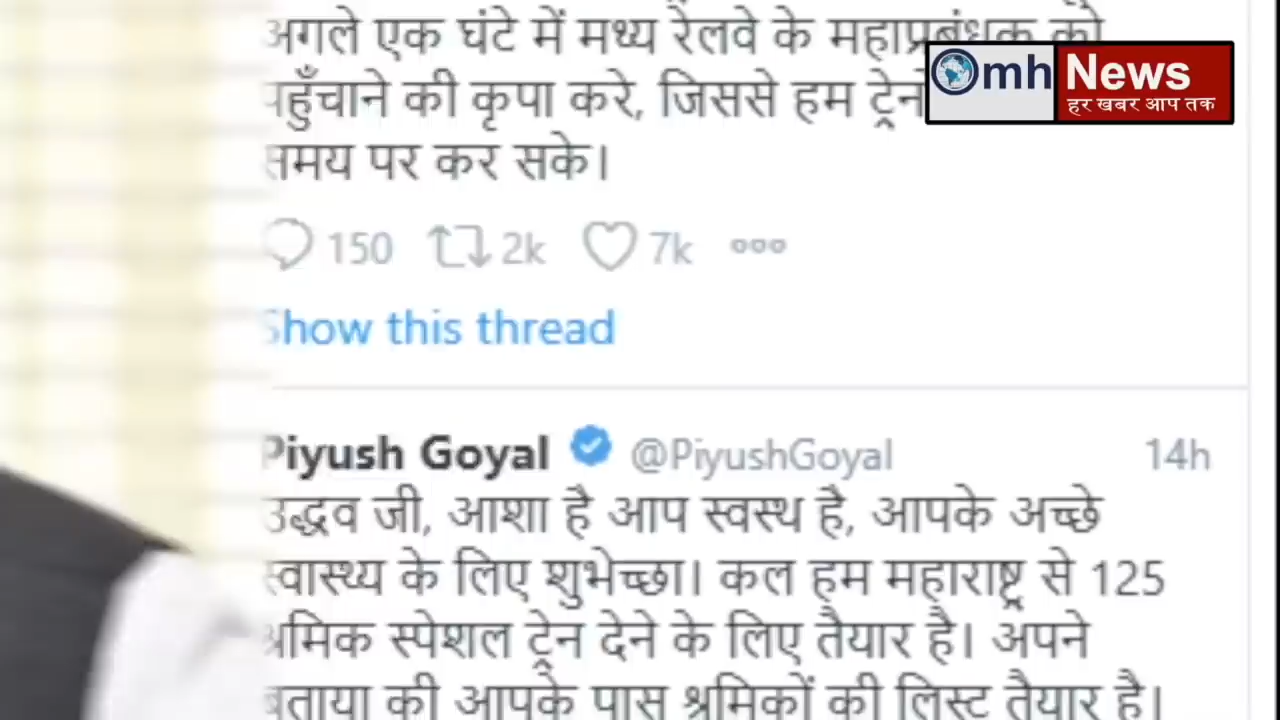 अगले एक घंटे में मध्य रेलवे के महाप्रबंधक को
पहुँचाने की कृपा करे, जिससे हम ट्रेनों
समय पर कर सके।
150 2k 7k
Show this thread
Piyush Goyal @PiyushGoyal 14h
उद्धव जी, आशा है आप स्वस्थ है, आपके अच्छे
स्वास्थ्य के लिए शुभेच्छा। कल हम महाराष्ट्र से 125
श्रमिक स्पेशल ट्रेन देने के लिए तैयार है। अपने
बताया की आपके पास श्रमिकों की लिस्ट तैयार है।
mh News
हर खबर आप तक